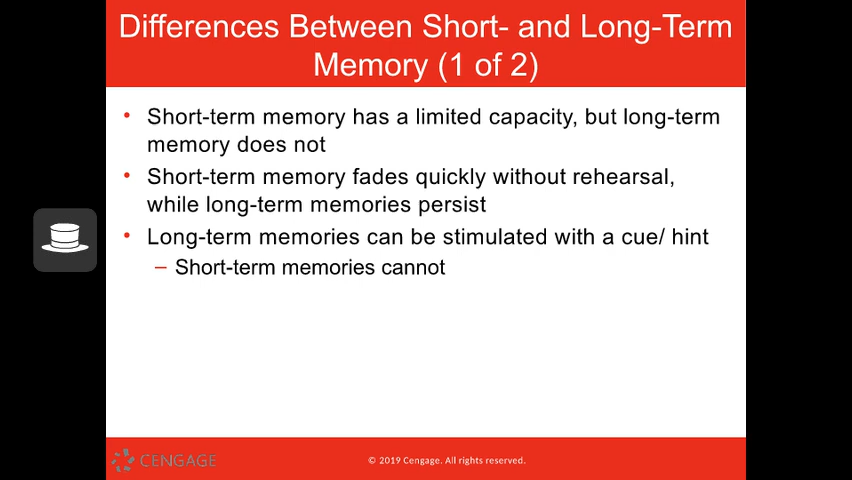 Differences Between Short- and Long-Term
Memory (1 of 2)
• Short-term memory has a limited capacity, but long-term
memory does not
• Short-term memory fades quickly without rehearsal,
while long-term memories persist
• Long-term memories can be stimulated with a cue/ hint
– Short-term memories cannot
CENGAGE
© 2019 Cengage. All rights reserved.